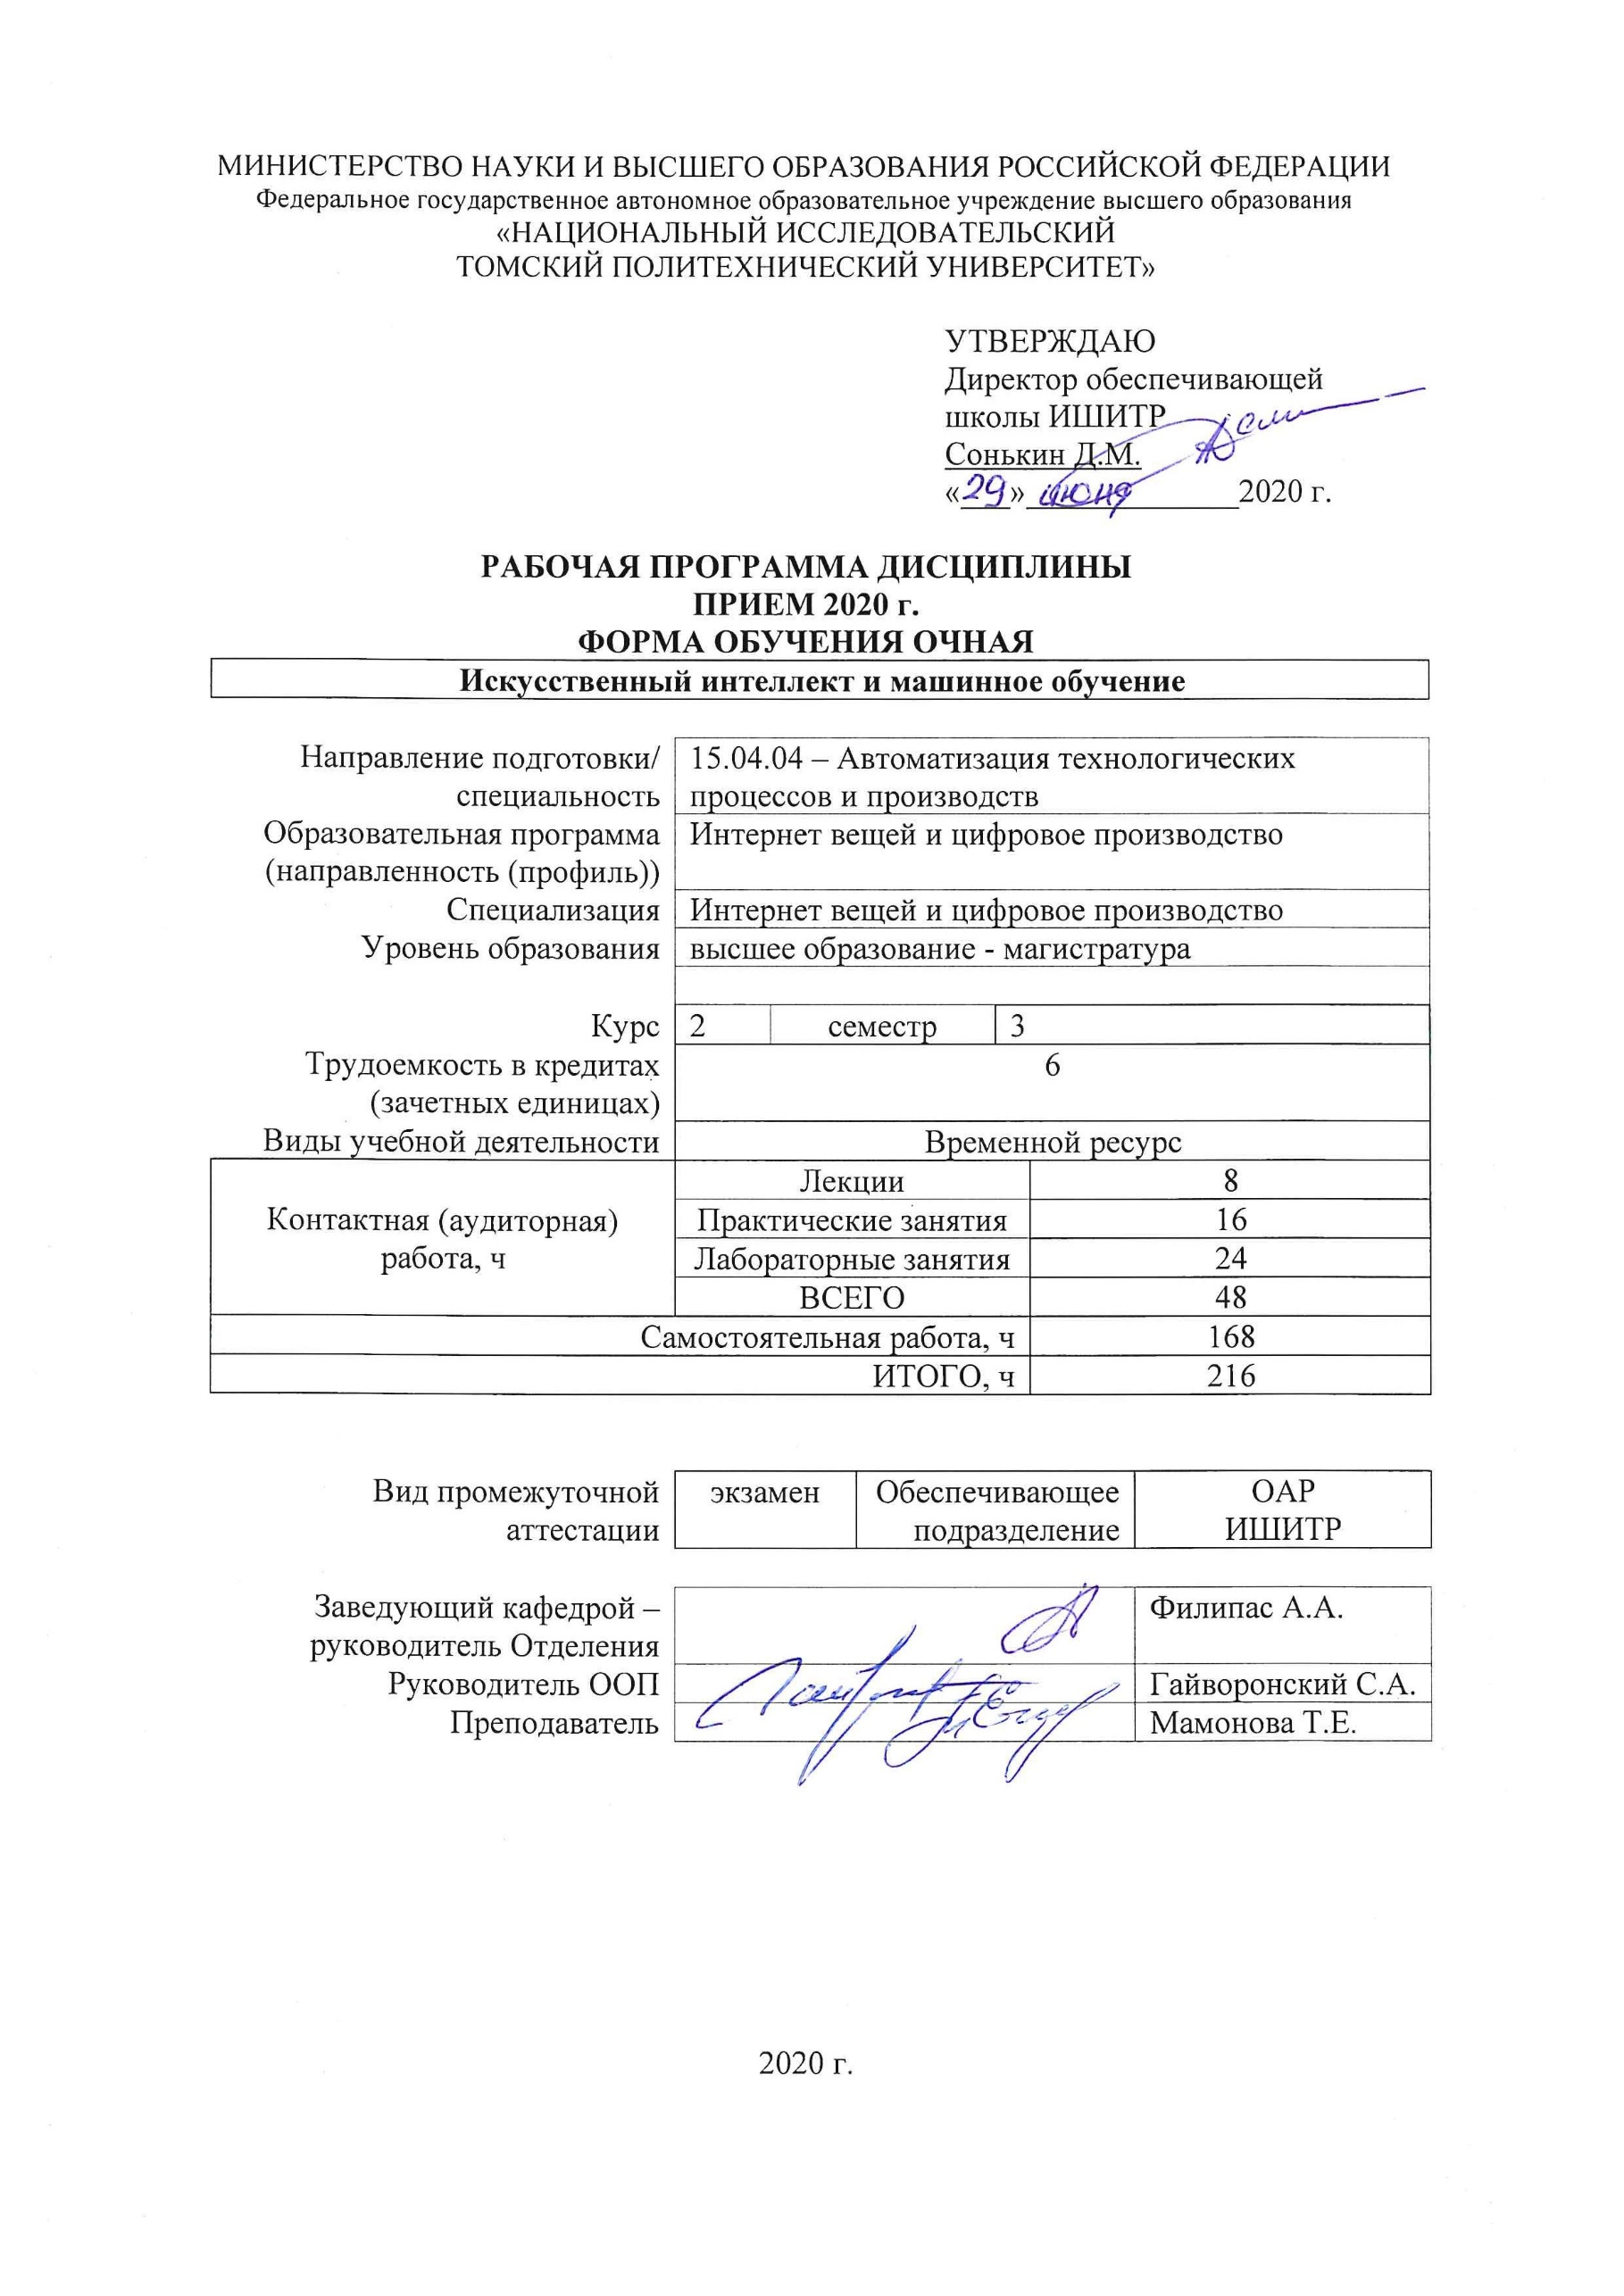 МИНИСТЕРСТВО НАУКИ И ВЫСШЕГО ОБРАЗОВАНИЯ РОССИЙСКОЙ ФЕДЕРАЦИИ
Федеральное государственное автономное образовательное учреждение высшего образования
«НАЦИОНАЛЬНЫЙ ИССЛЕДОВАТЕЛЬСКИЙ
ТОМСКИЙ ПОЛИТЕХНИЧЕСКИЙ УНИВЕРСИТЕТ»
УТВЕРЖДАЮ
Директор обеспечивающей
школы ИШИТР
Сонькин Д.М.
«29» июня 2020 г.
РАБОЧАЯ ПРОГРАММА ДИСЦИПЛИНЫ
ПРИЕМ 2020 г.
ФОРМА ОБУЧЕНИЯ ОЧНАЯ
Искусственный интеллект и машинное обучение
Направление подготовки/ 15.04.04 – Автоматизация технологических
специальность процессов и производств
Образовательная программа Интернет вещей и цифровое производство
(направленность (профиль))
Специализация Интернет вещей и цифровое производство
Уровень образования высшее образование - магистратура
Курс 2 семестр 3
Трудоемкость в кредитах 6
(зачетных единицах)
Виды учебной деятельности Временной ресурс
Лекции 8
Контактная (аудиторная) Практические занятия 16
работа, ч Лабораторные занятия 24
ВСЕГО 48
Самостоятельная работа, ч 168
ИТОГО, ч 216
Вид промежуточной экзамен Обеспечивающее ОАР
аттестации подразделение ИШИТР
Заведующий кафедрой – Филипас А.А.
руководитель Отделения
Руководитель ООП Гайворонский С.А.
Преподаватель Мамонова Т.Е.
2020 г.